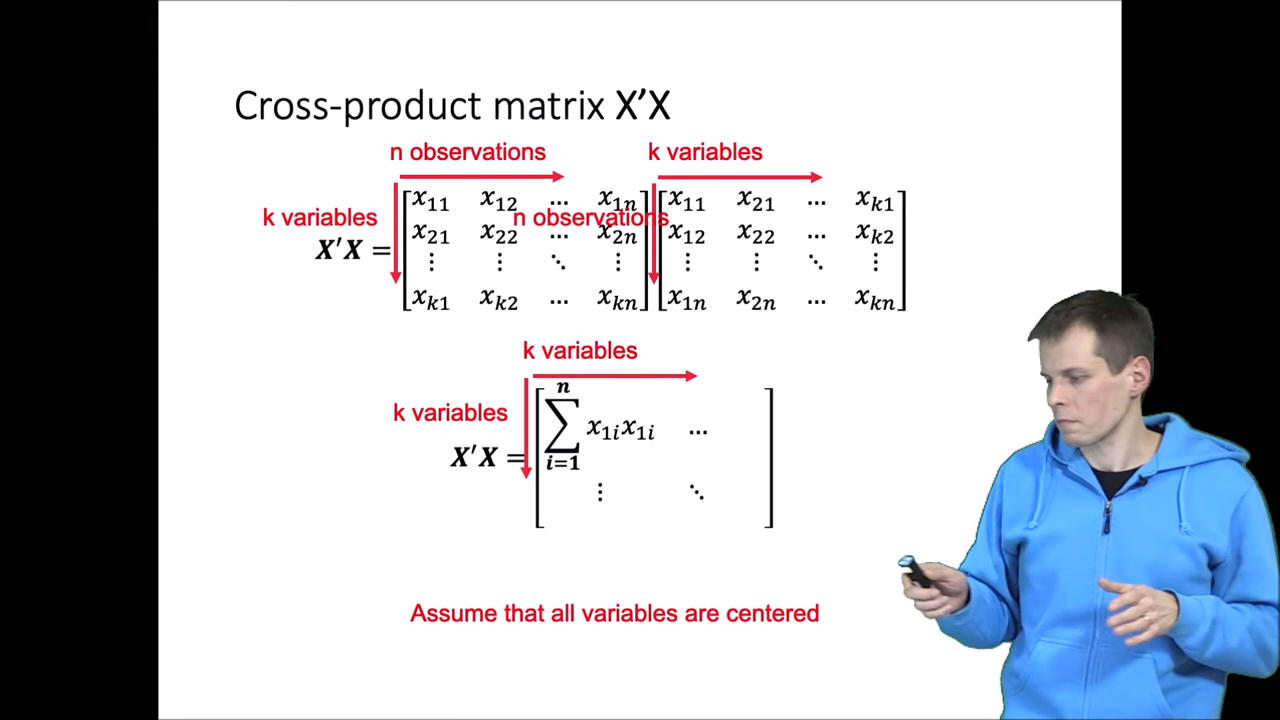 Cross-product matrix X′X
n observations
k variables
k variables
n observations
X′X =
x₁₁ x₁₂ ... x₁ₙ
x₂₁ x₂₂ ... x₂ₙ
⋮ ⋮ ⋱ ⋮
xₖ₁ xₖ₂ ... xₖₙ
x₁₁ x₂₁ ... xₖ₁
x₁₂ x₂₂ ... xₖ₂
⋮ ⋮ ⋱ ⋮
x₁ₙ x₂ₙ ... xₖₙ
k variables
k variables
X′X =
n
∑ x₁ᵢx₁ᵢ ...
i=1
⋮ ⋱
Assume that all variables are centered